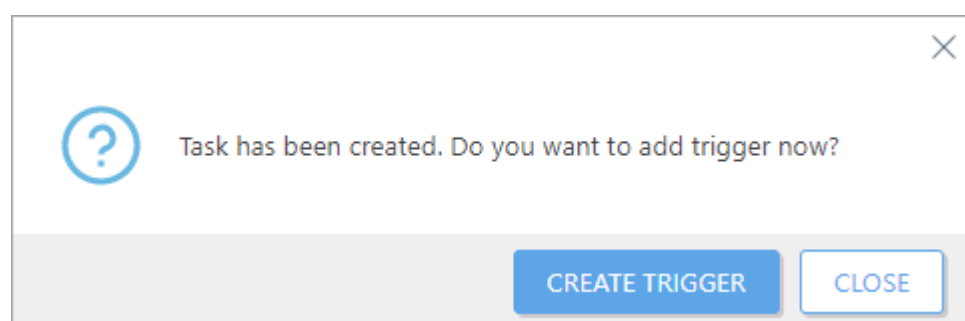 Task has been created. Do you want to add trigger now?
CREATE TRIGGER CLOSE